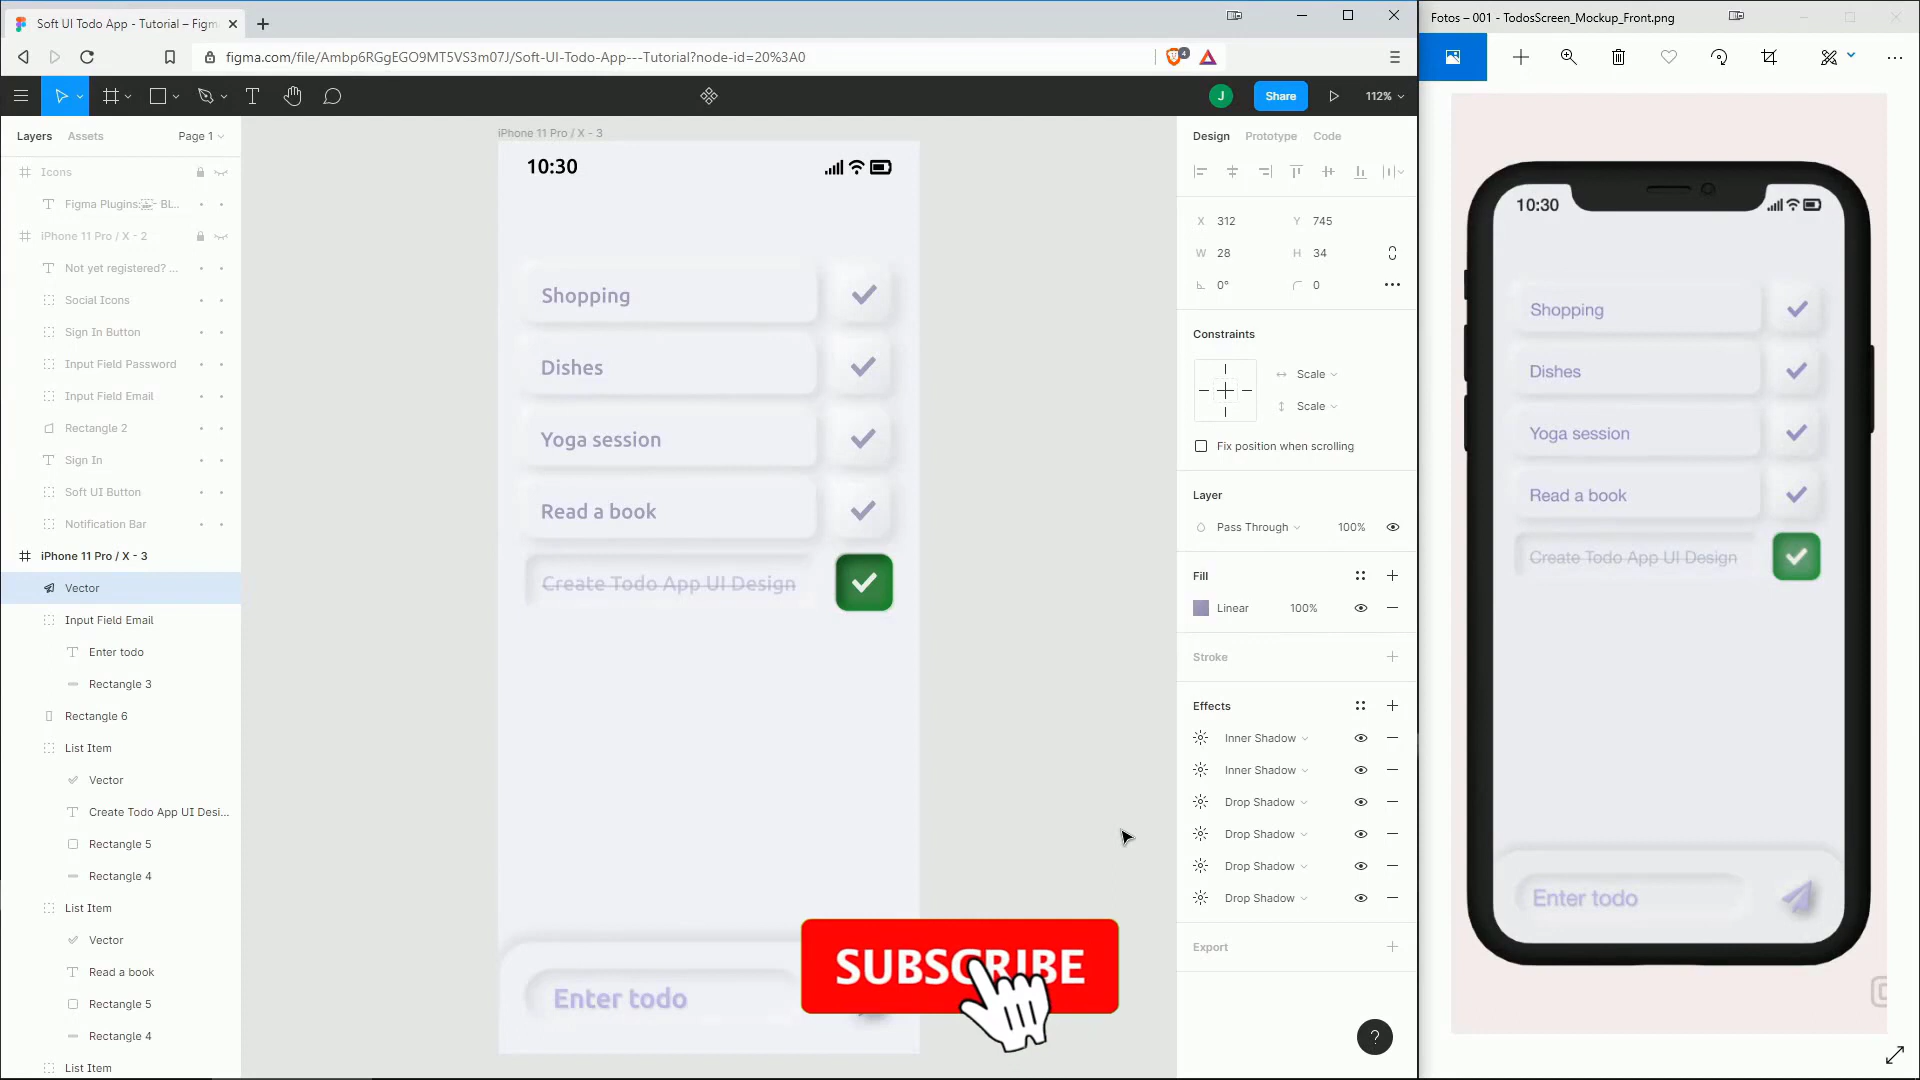 Soft UI Todo App - Tutorial – Figm
figma.com/file/Ambp6RGgEGO9MT5VS3m07J/Soft-UI-Todo-App---Tutorial?node-id=20%3A0
4
Fotos – 001 - TodosScreen_Mockup_Front.png
J
Share
112%
Layers
Assets
Page 1
Icons
Figma Plugins: - BL...
iPhone 11 Pro / X - 2
Not yet registered? ...
Social Icons
Sign In Button
Input Field Password
Input Field Email
Rectangle 2
Sign In
Soft UI Button
Notification Bar
iPhone 11 Pro / X - 3
Vector
Input Field Email
Enter todo
Rectangle 3
Rectangle 6
List Item
Vector
Create Todo App UI Desi...
Rectangle 5
Rectangle 4
List Item
Vector
Read a book
Rectangle 5
Rectangle 4
List Item
iPhone 11 Pro / X - 3
10:30
Shopping
Dishes
Yoga session
Read a book
Create Todo App UI Design
Enter todo
SUBSCRIBE
Design
Prototype
Code
X 312
Y 745
W 28
H 34
0°
0
Constraints
Scale
Scale
Fix position when scrolling
Layer
Pass Through
100%
Fill
Linear
100%
Stroke
Effects
Inner Shadow
Inner Shadow
Drop Shadow
Drop Shadow
Drop Shadow
Drop Shadow
Export
?
10:30
Shopping
Dishes
Yoga session
Read a book
Create Todo App UI Design
Enter todo